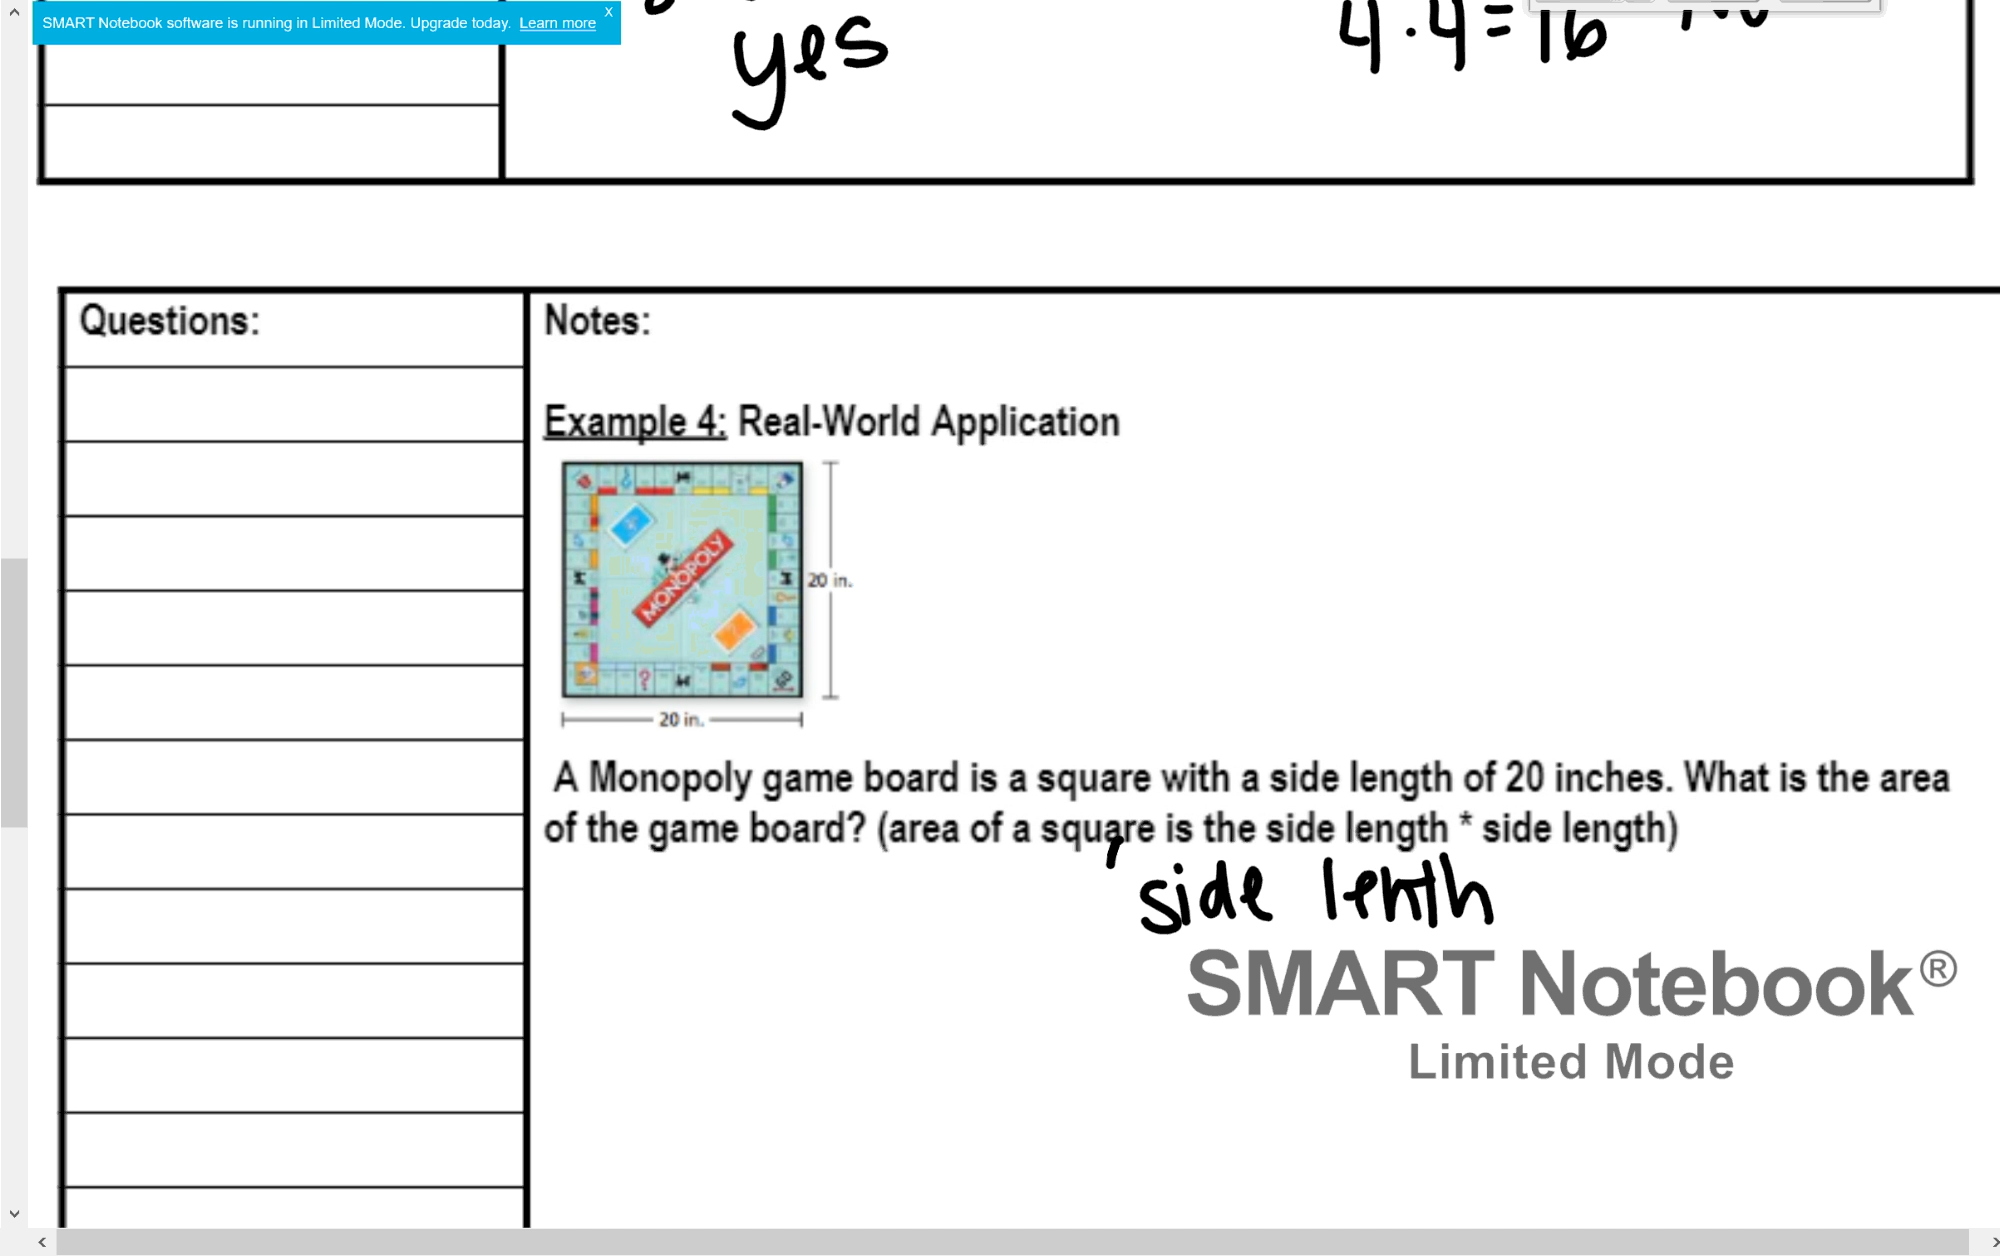 SMART Notebook software is running in Limited Mode. Upgrade today. Learn more X
yes
4·4=16
Questions:
Notes:
Example 4: Real-World Application
MONOPOLY
20 in.
20 in.
A Monopoly game board is a square with a side length of 20 inches. What is the area
of the game board? (area of a square is the side length * side length)
side lenth
SMART Notebook®
Limited Mode